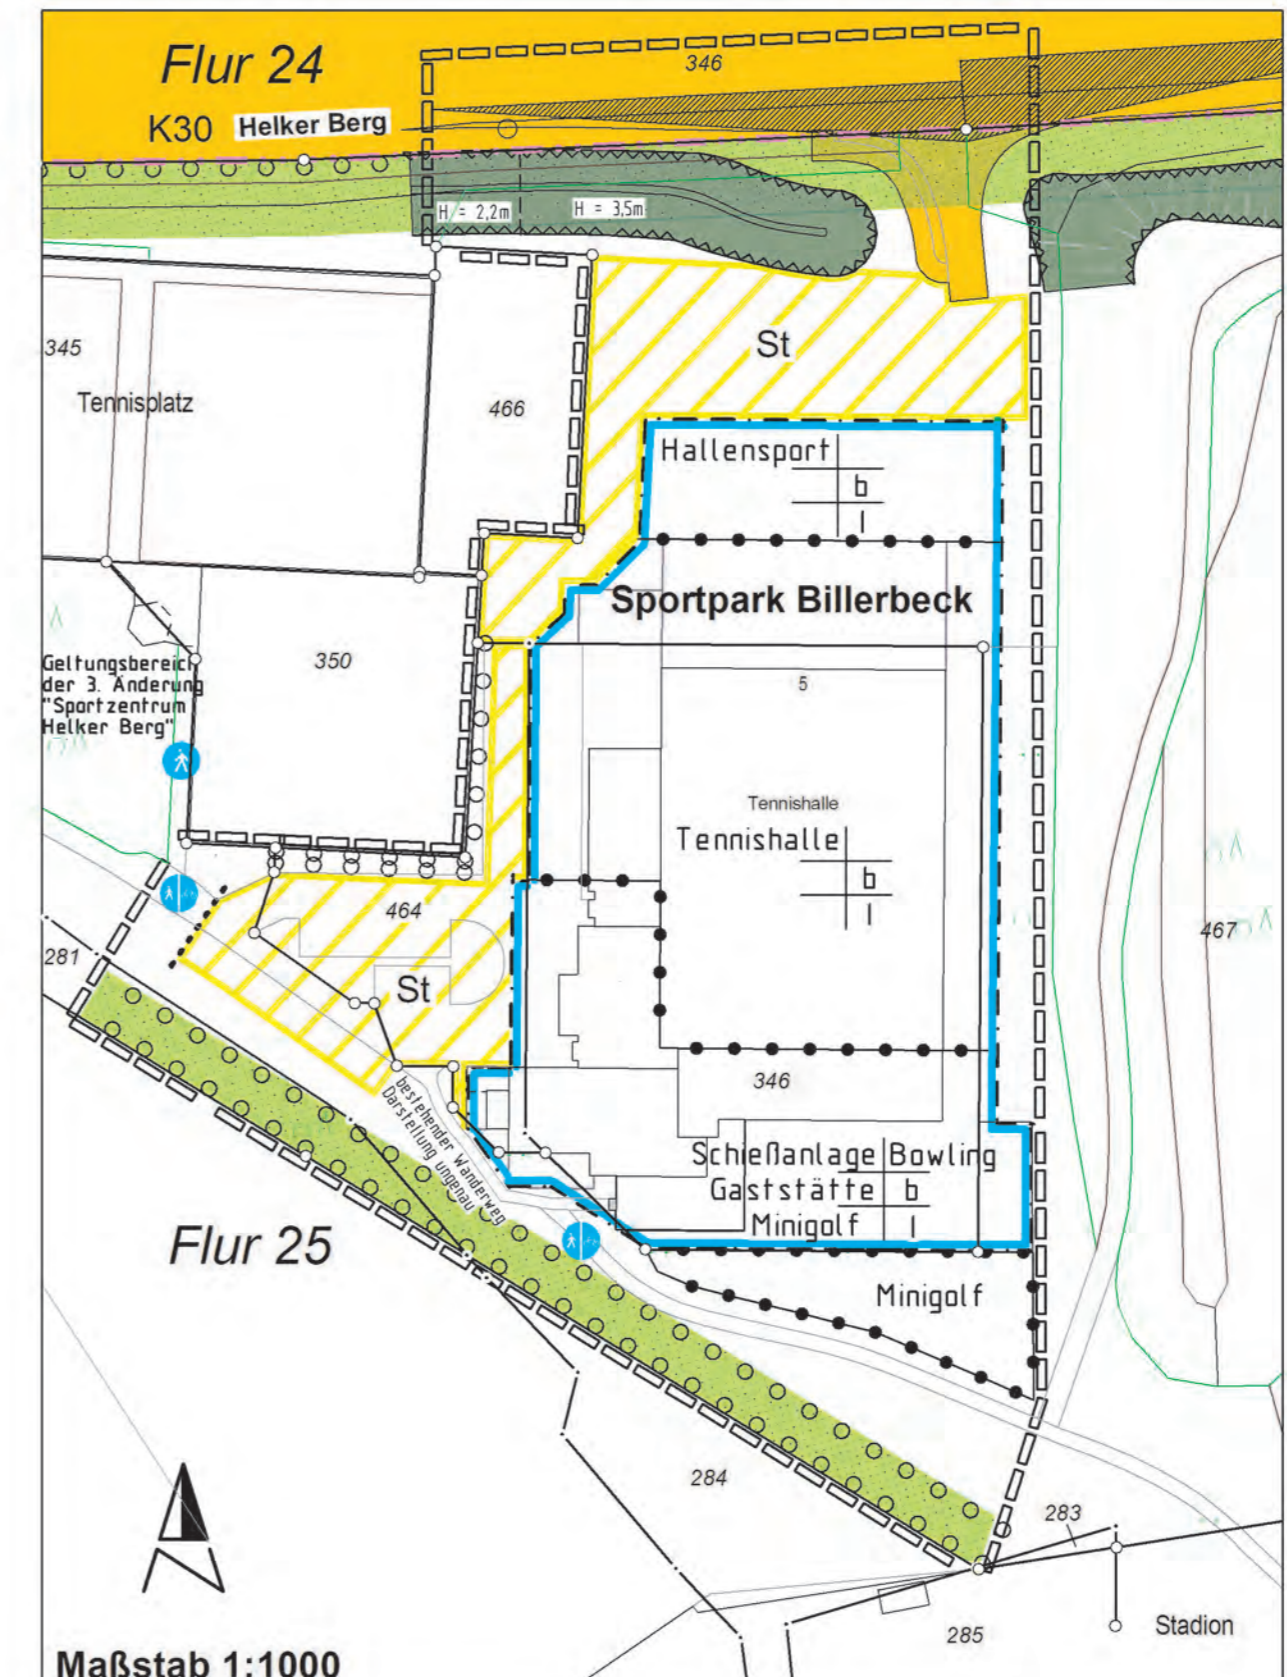 Flur 24
346
K30 Helker Berg
H = 2,2m
H = 3,5m
St
345
Tennisplatz
466
Hallensport
b
I
Sportpark Billerbeck
350
Geltungsbereich
der 3. Änderung
"Sportzentrum
Helker Berg"
5
Tennishalle
Tennishalle
b
I
464
467
281
St
346
bestehender Wanderweg
Darstellung ungenau
Schießanlage Bowling
Gaststätte b
Minigolf I
Flur 25
Minigolf
284
283
285
Stadion
Maßstab 1:1000